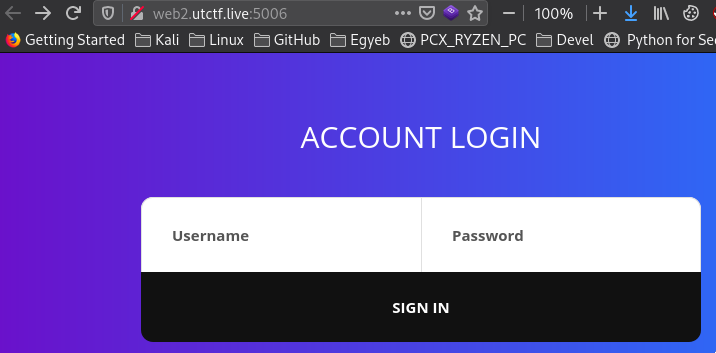 web2.utctf.live:5006
100%
Getting Started Kali Linux GitHub Egyeb PCX_RYZEN_PC Devel Python for Sec
ACCOUNT LOGIN
Username Password
SIGN IN